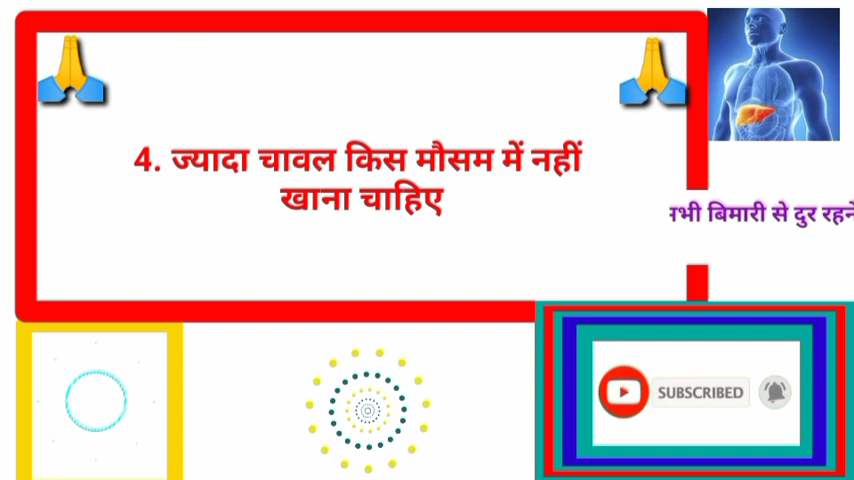 4. ज्यादा चावल किस मौसम में नहीं
खाना चाहिए
बिमारी से दुर रहने
SUBSCRIBED